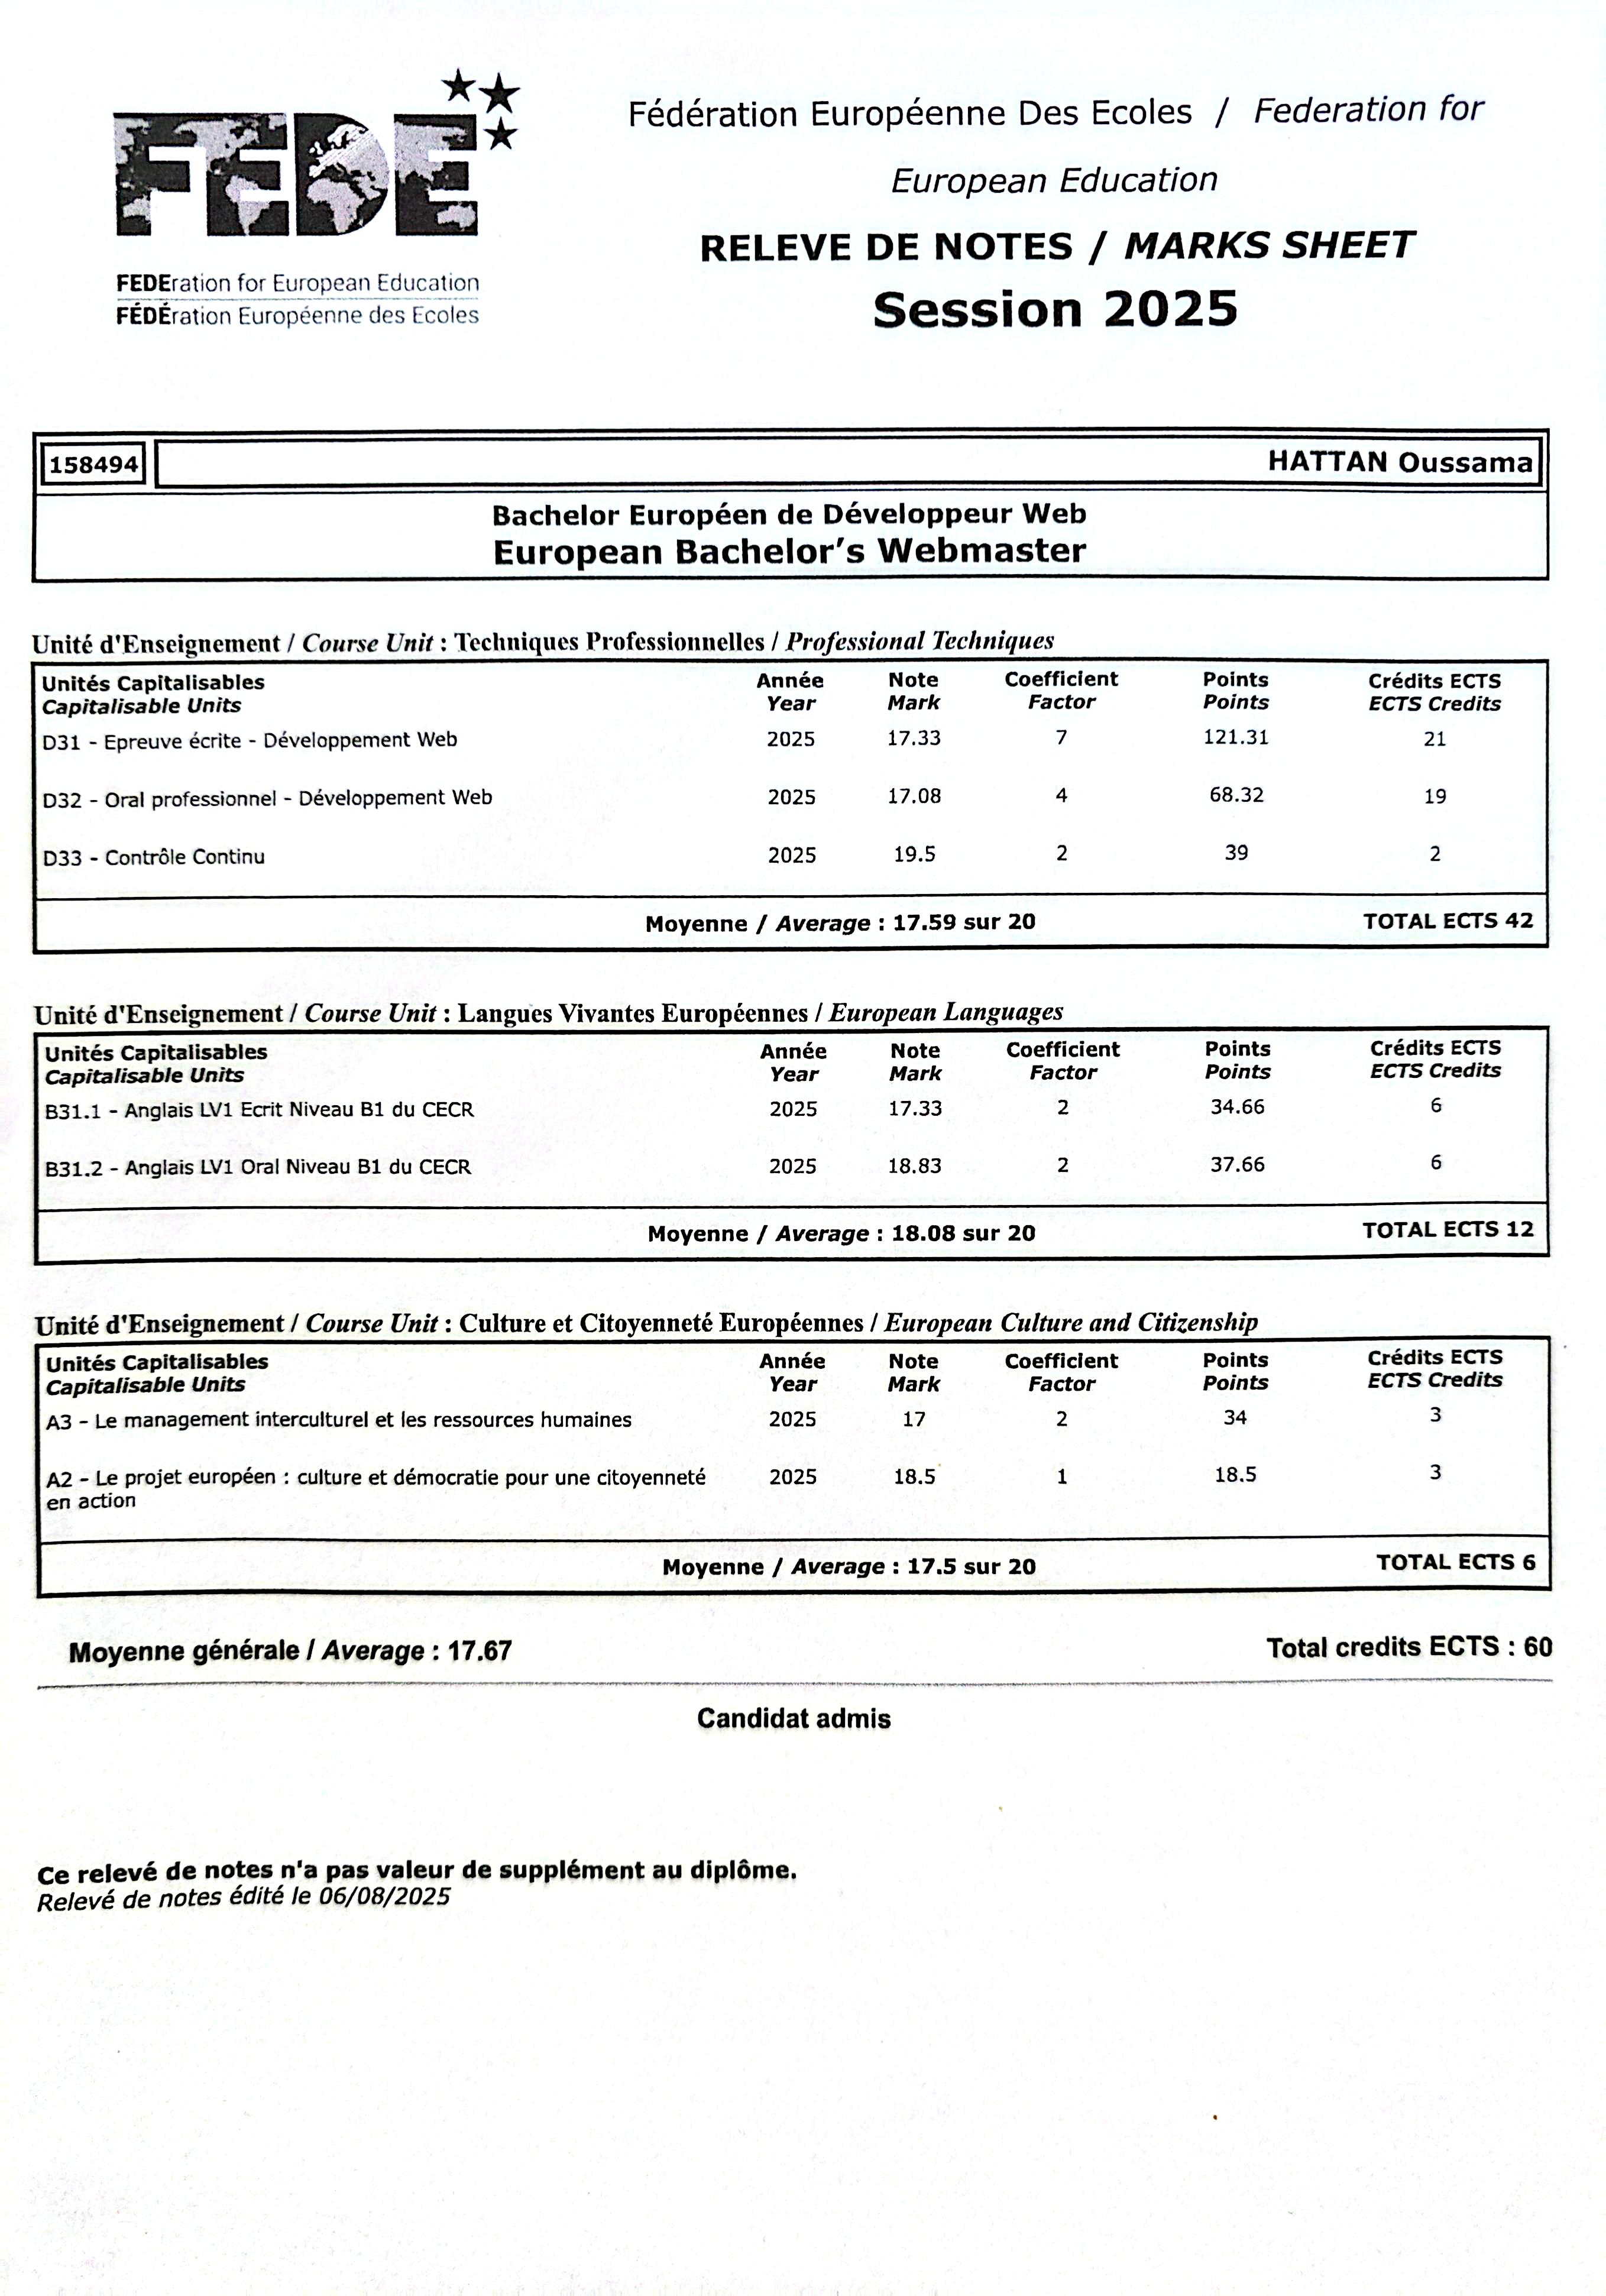 FEDE
FEDEration for European Education
FÉDÉration Européenne des Ecoles
Fédération Européenne Des Ecoles / Federation for
European Education
RELEVE DE NOTES / MARKS SHEET
Session 2025
158494 HATTAN Oussama
Bachelor Européen de Développeur Web
European Bachelor's Webmaster
Unité d'Enseignement / Course Unit : Techniques Professionnelles / Professional Techniques
Unités Capitalisables Année Note Coefficient Points Crédits ECTS
Capitalisable Units Year Mark Factor Points ECTS Credits
D31 - Epreuve écrite - Développement Web 2025 17.33 7 121.31 21
D32 - Oral professionnel - Développement Web 2025 17.08 4 68.32 19
D33 - Contrôle Continu 2025 19.5 2 39 2
Moyenne / Average : 17.59 sur 20 TOTAL ECTS 42
Unité d'Enseignement / Course Unit : Langues Vivantes Européennes / European Languages
Unités Capitalisables Année Note Coefficient Points Crédits ECTS
Capitalisable Units Year Mark Factor Points ECTS Credits
B31.1 - Anglais LV1 Ecrit Niveau B1 du CECR 2025 17.33 2 34.66 6
B31.2 - Anglais LV1 Oral Niveau B1 du CECR 2025 18.83 2 37.66 6
Moyenne / Average : 18.08 sur 20 TOTAL ECTS 12
Unité d'Enseignement / Course Unit : Culture et Citoyenneté Européennes / European Culture and Citizenship
Unités Capitalisables Année Note Coefficient Points Crédits ECTS
Capitalisable Units Year Mark Factor Points ECTS Credits
A3 - Le management interculturel et les ressources humaines 2025 17 2 34 3
A2 - Le projet européen : culture et démocratie pour une citoyenneté 2025 18.5 1 18.5 3
en action
Moyenne / Average : 17.5 sur 20 TOTAL ECTS 6
Moyenne générale / Average : 17.67 Total credits ECTS : 60
Candidat admis
Ce relevé de notes n'a pas valeur de supplément au diplôme.
Relevé de notes édité le 06/08/2025